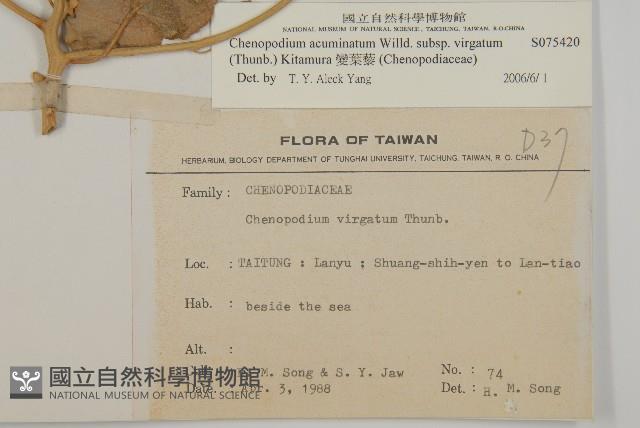 國立自然科學博物館
NATIONAL MUSEUM OF NATURAL SCIENCE, TAICHUNG, TAIWAN, R.O.CHINA
Chenopodium acuminatum Willd. subsp. virgatum S075420
(Thunb.) Kitamura 變葉藜 (Chenopodiaceae)
Det. by T. Y. Aleck Yang 2006/6/ 1
FLORA OF TAIWAN D37
HERBARIUM, BIOLOGY DEPARTMENT OF TUNGHAI UNIVERSITY, TAICHUNG, TAIWAN, R. O. CHINA
Family : CHENOPODIACEAE
Chenopodium virgatum Thunb.
Loc. : TAITUNG : Lanyu ; Shuang-shih-yen to Lan-tiao
Hab. : beside the sea
Alt. :
M. Song & S. Y. Jaw No. : 74
Date Apr. 3, 1988 Det. : H. M. Song
國立自然科學博物館
NATIONAL MUSEUM OF NATURAL SCIENCE